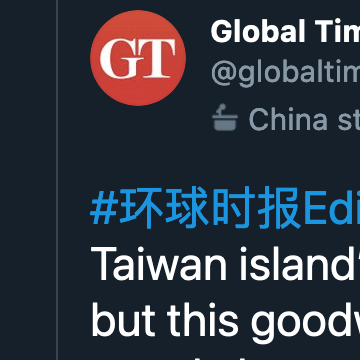 GT
Global Tim
@globaltim
China st
#环球时报Edi
Taiwan island'
but this goodw